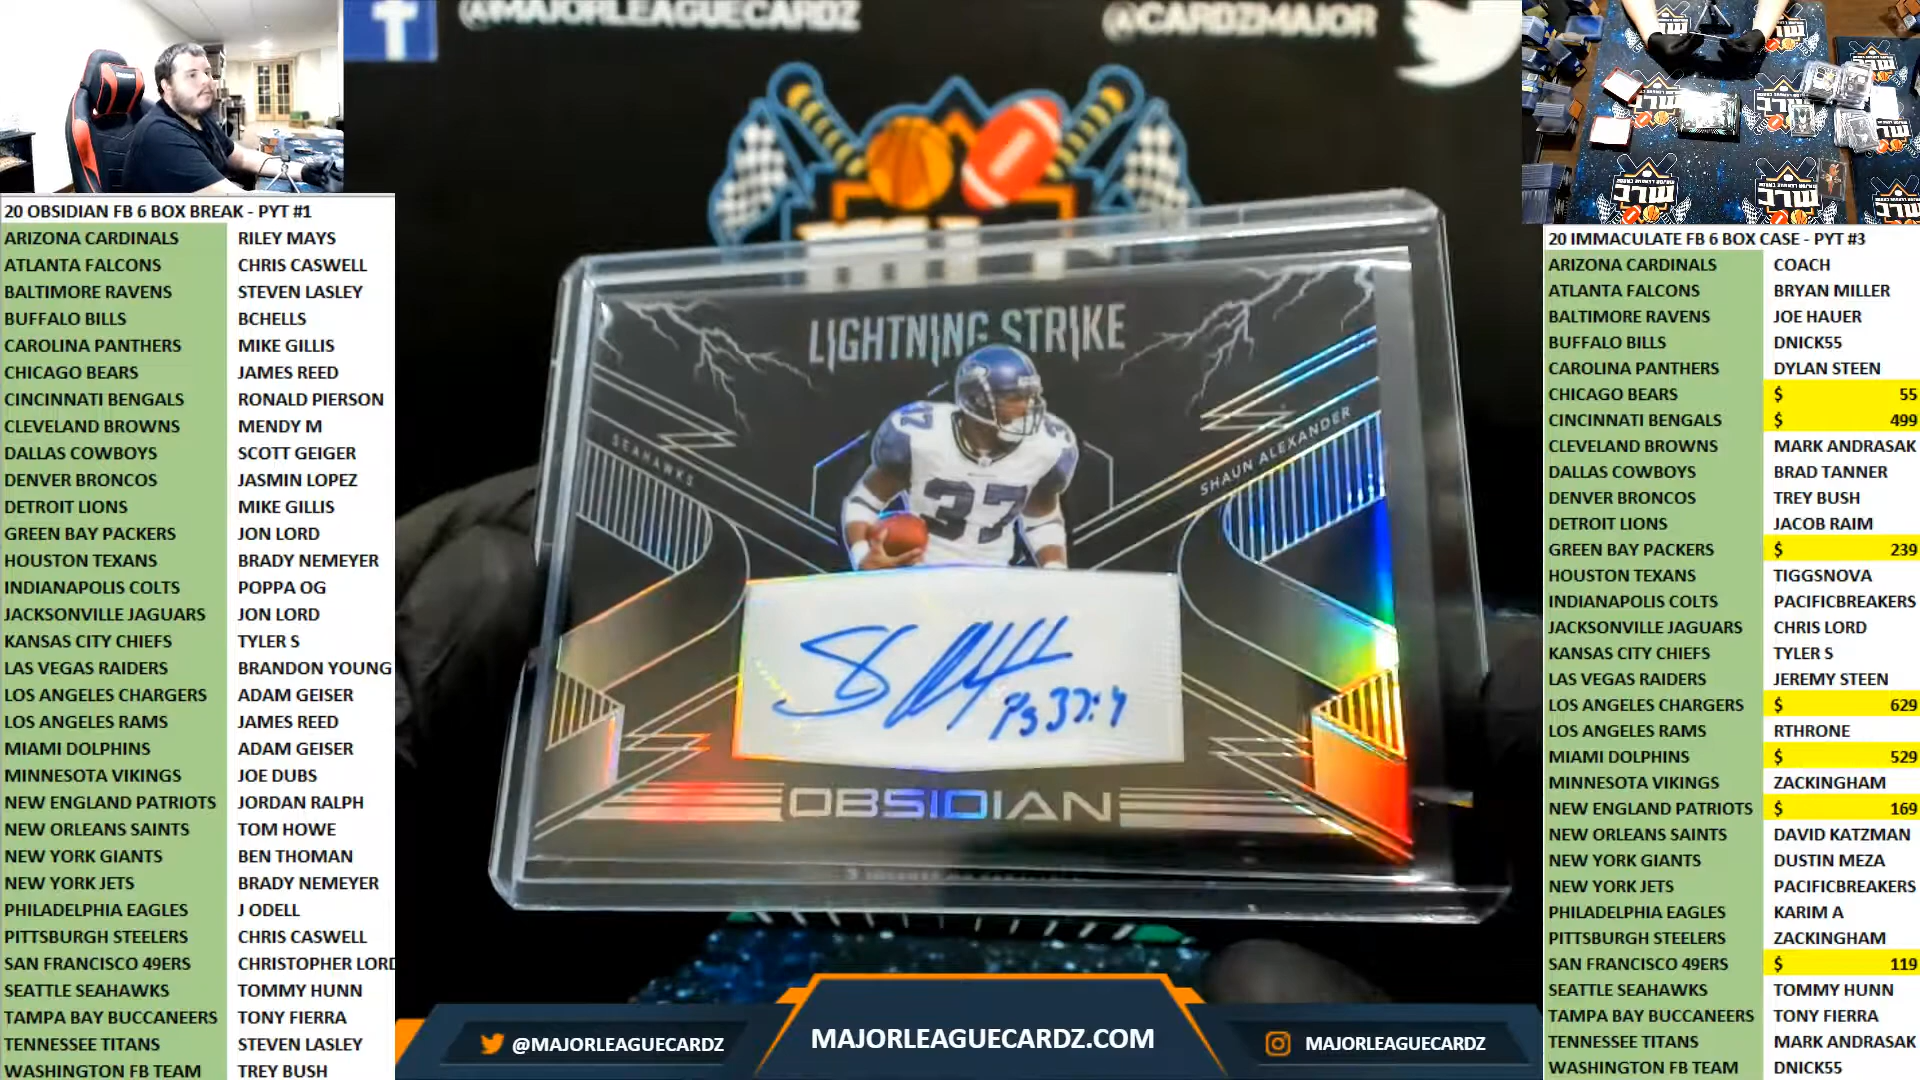 @MAJORLEAGUECARDZ
@CARDZMAJOR
20 OBSIDIAN FB 6 BOX BREAK - PYT #1
ARIZONA CARDINALS RILEY MAYS
ATLANTA FALCONS CHRIS CASWELL
BALTIMORE RAVENS STEVEN LASLEY
BUFFALO BILLS BCHELLS
CAROLINA PANTHERS MIKE GILLIS
CHICAGO BEARS JAMES REED
CINCINNATI BENGALS RONALD PIERSON
CLEVELAND BROWNS MENDY M
DALLAS COWBOYS SCOTT GEIGER
DENVER BRONCOS JASMIN LOPEZ
DETROIT LIONS MIKE GILLIS
GREEN BAY PACKERS JON LORD
HOUSTON TEXANS BRADY NEMEYER
INDIANAPOLIS COLTS POPPA OG
JACKSONVILLE JAGUARS JON LORD
KANSAS CITY CHIEFS TYLER S
LAS VEGAS RAIDERS BRANDON YOUNG
LOS ANGELES CHARGERS ADAM GEISER
LOS ANGELES RAMS JAMES REED
MIAMI DOLPHINS ADAM GEISER
MINNESOTA VIKINGS JOE DUBS
NEW ENGLAND PATRIOTS JORDAN RALPH
NEW ORLEANS SAINTS TOM HOWE
NEW YORK GIANTS BEN THOMAN
NEW YORK JETS BRADY NEMEYER
PHILADELPHIA EAGLES J ODELL
PITTSBURGH STEELERS CHRIS CASWELL
SAN FRANCISCO 49ERS CHRISTOPHER LORD
SEATTLE SEAHAWKS TOMMY HUNN
TAMPA BAY BUCCANEERS TONY FIERRA
TENNESSEE TITANS STEVEN LASLEY
WASHINGTON FB TEAM TREY BUSH
LIGHTNING STRIKE
SEAHAWKS
SHAUN ALEXANDER
37
Ps 37:4
OBSIDIAN
@MAJORLEAGUECARDZ
MAJORLEAGUECARDZ.COM
MAJORLEAGUECARDZ
20 IMMACULATE FB 6 BOX CASE - PYT #3
ARIZONA CARDINALS COACH
ATLANTA FALCONS BRYAN MILLER
BALTIMORE RAVENS JOE HAUER
BUFFALO BILLS DNICK55
CAROLINA PANTHERS DYLAN STEEN
CHICAGO BEARS $ 55
CINCINNATI BENGALS $ 499
CLEVELAND BROWNS MARK ANDRASAK
DALLAS COWBOYS BRAD TANNER
DENVER BRONCOS TREY BUSH
DETROIT LIONS JACOB RAIM
GREEN BAY PACKERS $ 239
HOUSTON TEXANS TIGGSNOVA
INDIANAPOLIS COLTS PACIFICBREAKERS
JACKSONVILLE JAGUARS CHRIS LORD
KANSAS CITY CHIEFS TYLER S
LAS VEGAS RAIDERS JEREMY STEEN
LOS ANGELES CHARGERS $ 629
LOS ANGELES RAMS RTHRONE
MIAMI DOLPHINS $ 529
MINNESOTA VIKINGS ZACKINGHAM
NEW ENGLAND PATRIOTS $ 169
NEW ORLEANS SAINTS DAVID KATZMAN
NEW YORK GIANTS DUSTIN MEZA
NEW YORK JETS PACIFICBREAKERS
PHILADELPHIA EAGLES KARIM A
PITTSBURGH STEELERS ZACKINGHAM
SAN FRANCISCO 49ERS $ 119
SEATTLE SEAHAWKS TOMMY HUNN
TAMPA BAY BUCCANEERS TONY FIERRA
TENNESSEE TITANS MARK ANDRASAK
WASHINGTON FB TEAM DNICK55